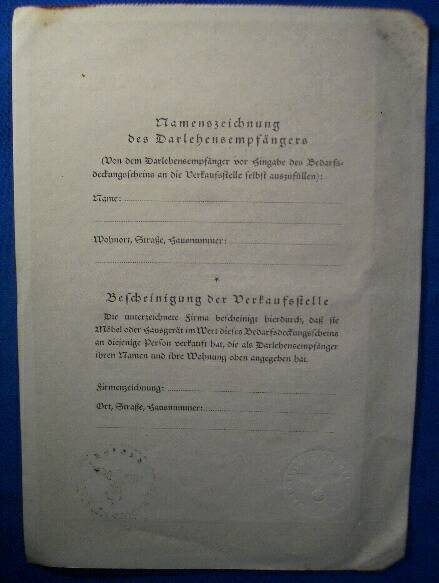 Namenszeichnung
des Darlehensempfängers
(Von dem Darlehensempfänger vor Hingabe des Bedarfs-
deckungsscheins an die Verkaufsstelle selbst auszufüllen):
Name:
Wohnort, Straße, Hausnummer:
*
Bescheinigung der Verkaufsstelle
Die unterzeichnete Firma bescheinigt hierdurch, daß sie
Möbel oder Hausgerät im Wert dieses Bedarfsdeckungsscheins
an diejenige Person verkauft hat, die als Darlehensempfänger
ihren Namen und ihre Wohnung oben angegeben hat.
Firmenzeichnung:
Ort, Straße, Hausnummer: